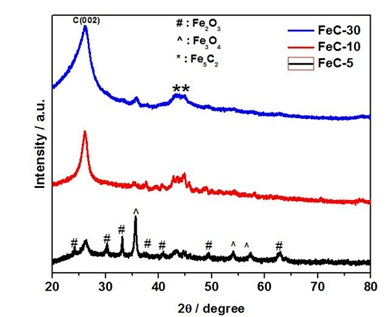 C(002)
#: Fe₂O₃
^: Fe₃O₄
*: Fe₅C₂
FeC-30
FeC-10
FeC-5
**
^
# # # # # # ^ ^ #
Intensity / a.u.
20 30 40 50 60 70 80
2θ / degree